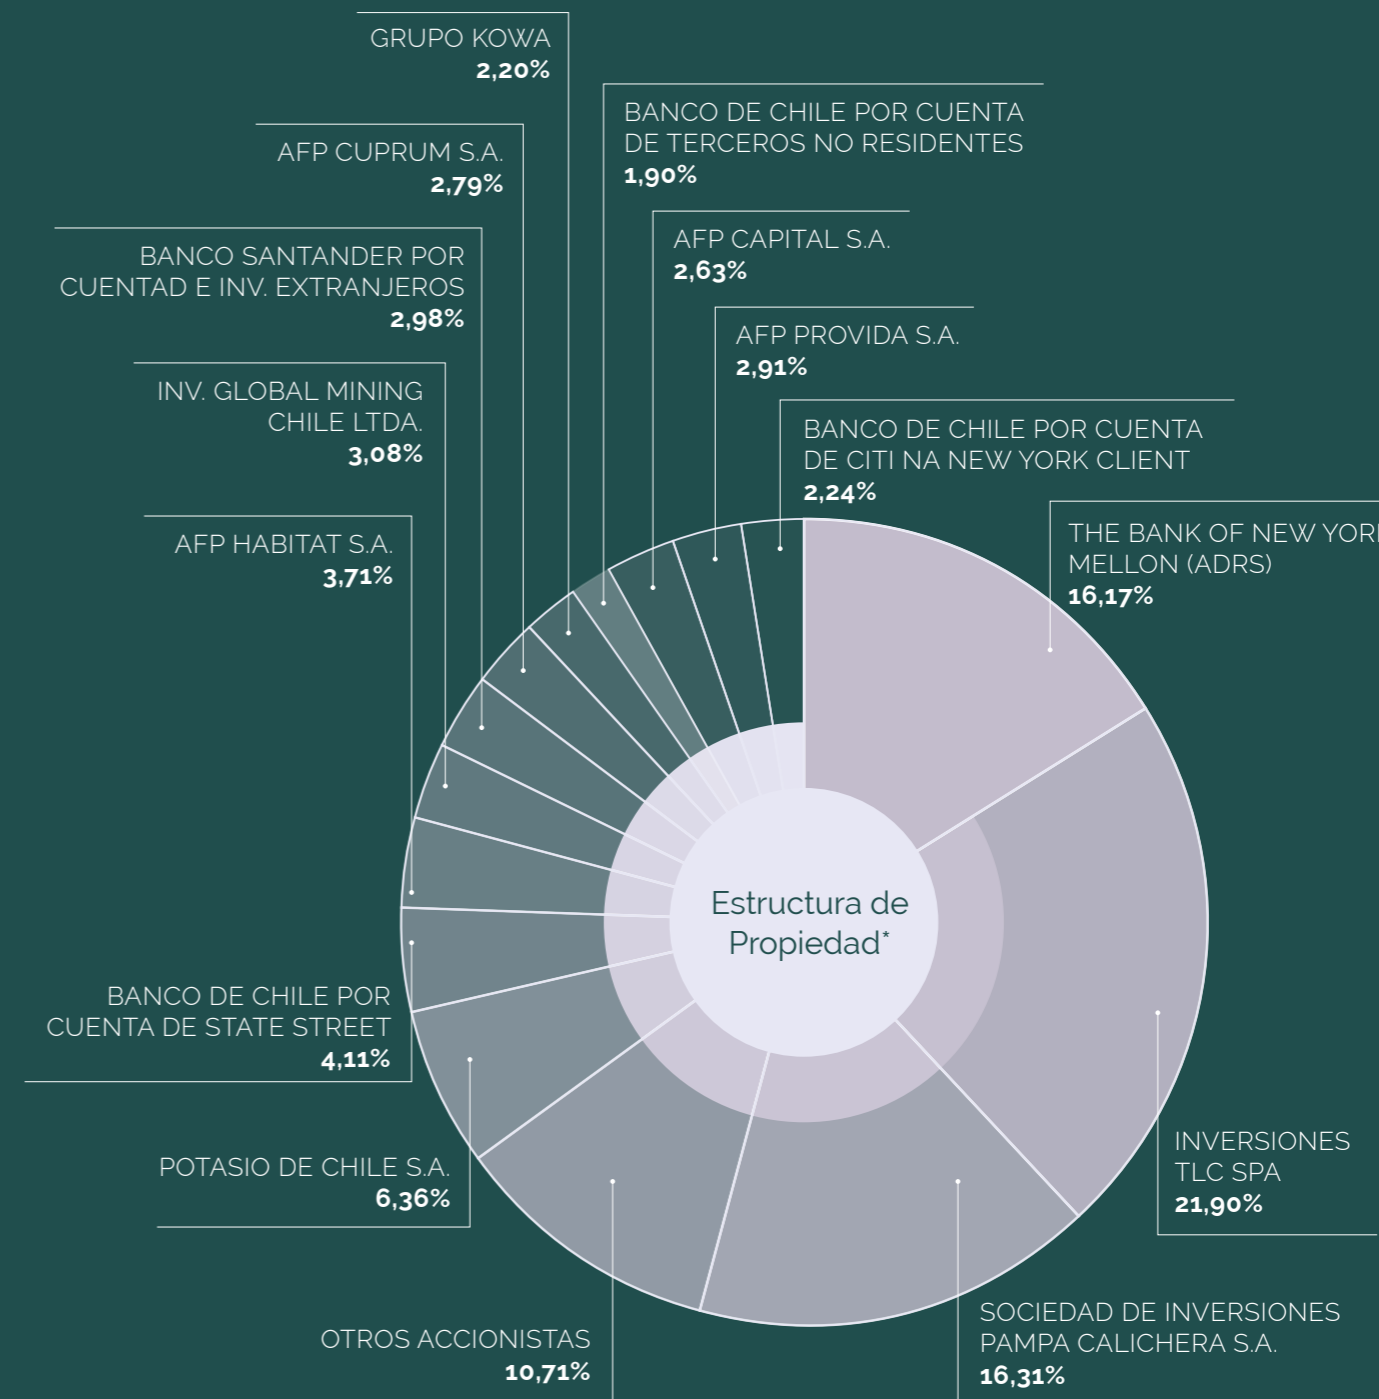 GRUPO KOWA
2,20%
BANCO DE CHILE POR CUENTA
DE TERCEROS NO RESIDENTES
1,90%
AFP CUPRUM S.A.
2,79%
AFP CAPITAL S.A.
2,63%
BANCO SANTANDER POR
CUENTAD E INV. EXTRANJEROS
2,98%
AFP PROVIDA S.A.
2,91%
INV. GLOBAL MINING
CHILE LTDA.
3,08%
BANCO DE CHILE POR CUENTA
DE CITI NA NEW YORK CLIENT
2,24%
AFP HABITAT S.A.
3,71%
THE BANK OF NEW YORK
MELLON (ADRS)
16,17%
Estructura de
Propiedad*
BANCO DE CHILE POR
CUENTA DE STATE STREET
4,11%
POTASIO DE CHILE S.A.
6,36%
INVERSIONES
TLC SPA
21,90%
OTROS ACCIONISTAS
10,71%
SOCIEDAD DE INVERSIONES
PAMPA CALICHERA S.A.
16,31%